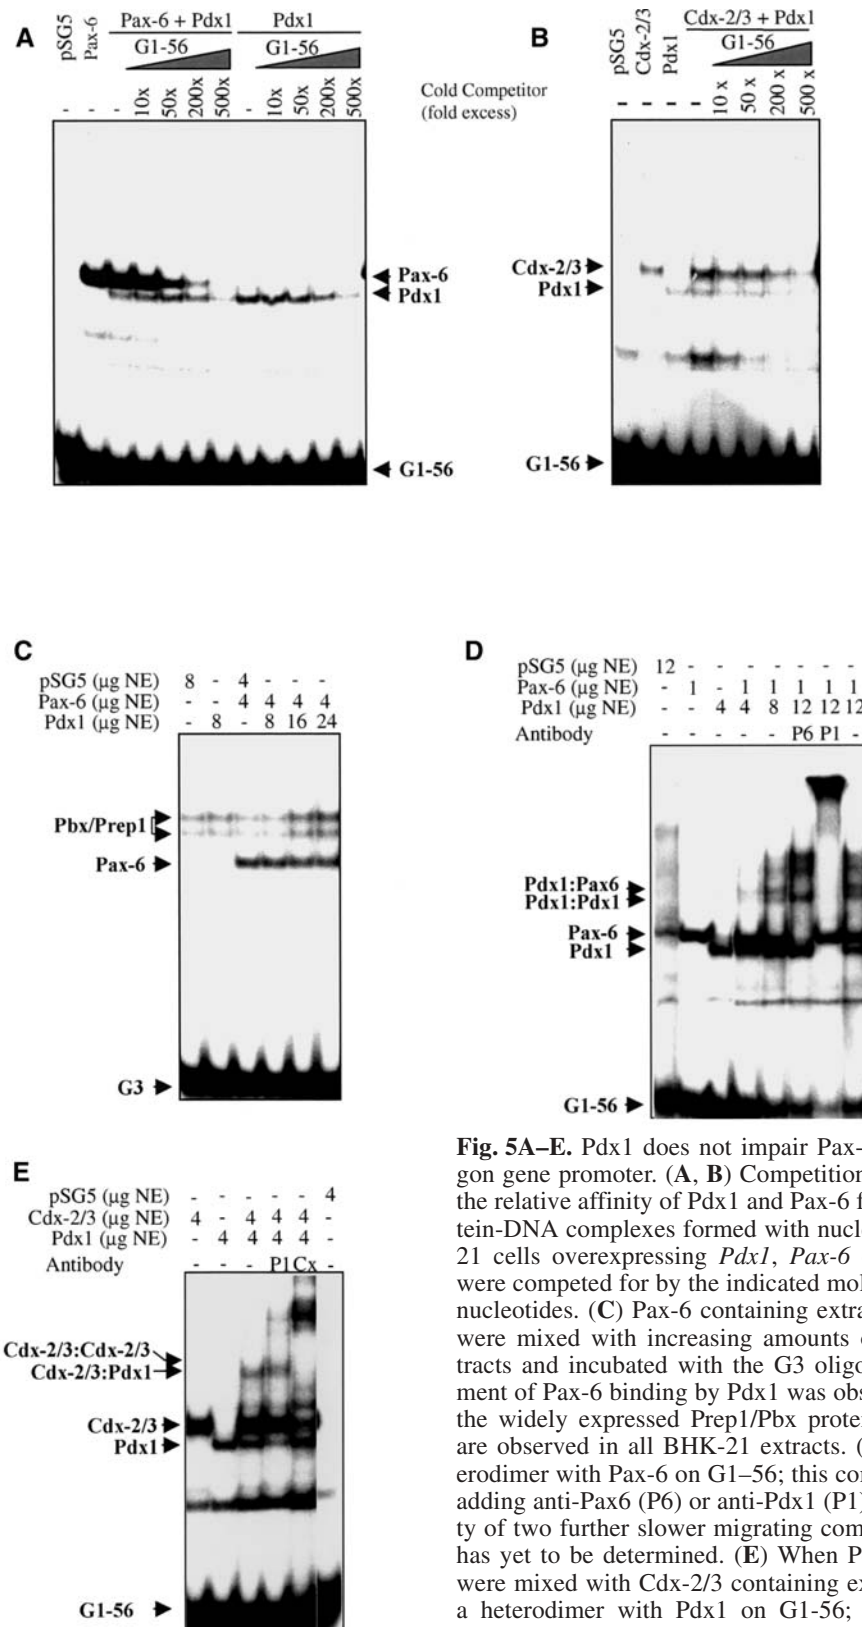 A
pSG5
Pax-6
Pax-6 + Pdx1
Pdx1
G1-56
G1-56
- - - 10x 50x 200x 500x - 10x 50x 200x 500x
Cold Competitor
(fold excess)
Pax-6
Pdx1
G1-56
B
pSG5
Cdx-2/3
Pdx1
Cdx-2/3 + Pdx1
G1-56
- - - - 10 x 50 x 200 x 500 x
Cdx-2/3
Pdx1
G1-56
C
pSG5 (µg NE) 8 - 4 - - -
Pax-6 (µg NE) - - 4 4 4 4
Pdx1 (µg NE) - 8 - 8 16 24
Pbx/Prep1
Pax-6
G3
D
pSG5 (µg NE) 12 - - - - - - -
Pax-6 (µg NE) - 1 - 1 1 1 1 1
Pdx1 (µg NE) - - 4 4 8 12 12 12
Antibody - - - - - P6 P1 -
Pdx1:Pax6
Pdx1:Pdx1
Pax-6
Pdx1
G1-56
E
pSG5 (µg NE) - - - - - 4
Cdx-2/3 (µg NE) 4 - 4 4 4 -
Pdx1 (µg NE) - 4 4 4 4 -
Antibody - - - P1 Cx -
Cdx-2/3:Cdx-2/3
Cdx-2/3:Pdx1
Cdx-2/3
Pdx1
G1-56
Fig. 5A–E. Pdx1 does not impair Pax-
gon gene promoter. (A, B) Competition
the relative affinity of Pdx1 and Pax-6 f
tein-DNA complexes formed with nucle
21 cells overexpressing Pdx1, Pax-6
were competed for by the indicated mol
nucleotides. (C) Pax-6 containing extra
were mixed with increasing amounts
tracts and incubated with the G3 oligo
ment of Pax-6 binding by Pdx1 was obs
the widely expressed Prep1/Pbx protei
are observed in all BHK-21 extracts. (
erodimer with Pax-6 on G1–56; this con
adding anti-Pax6 (P6) or anti-Pdx1 (P1)
ty of two further slower migrating com
has yet to be determined. (E) When P
were mixed with Cdx-2/3 containing ex
a heterodimer with Pdx1 on G1-56;